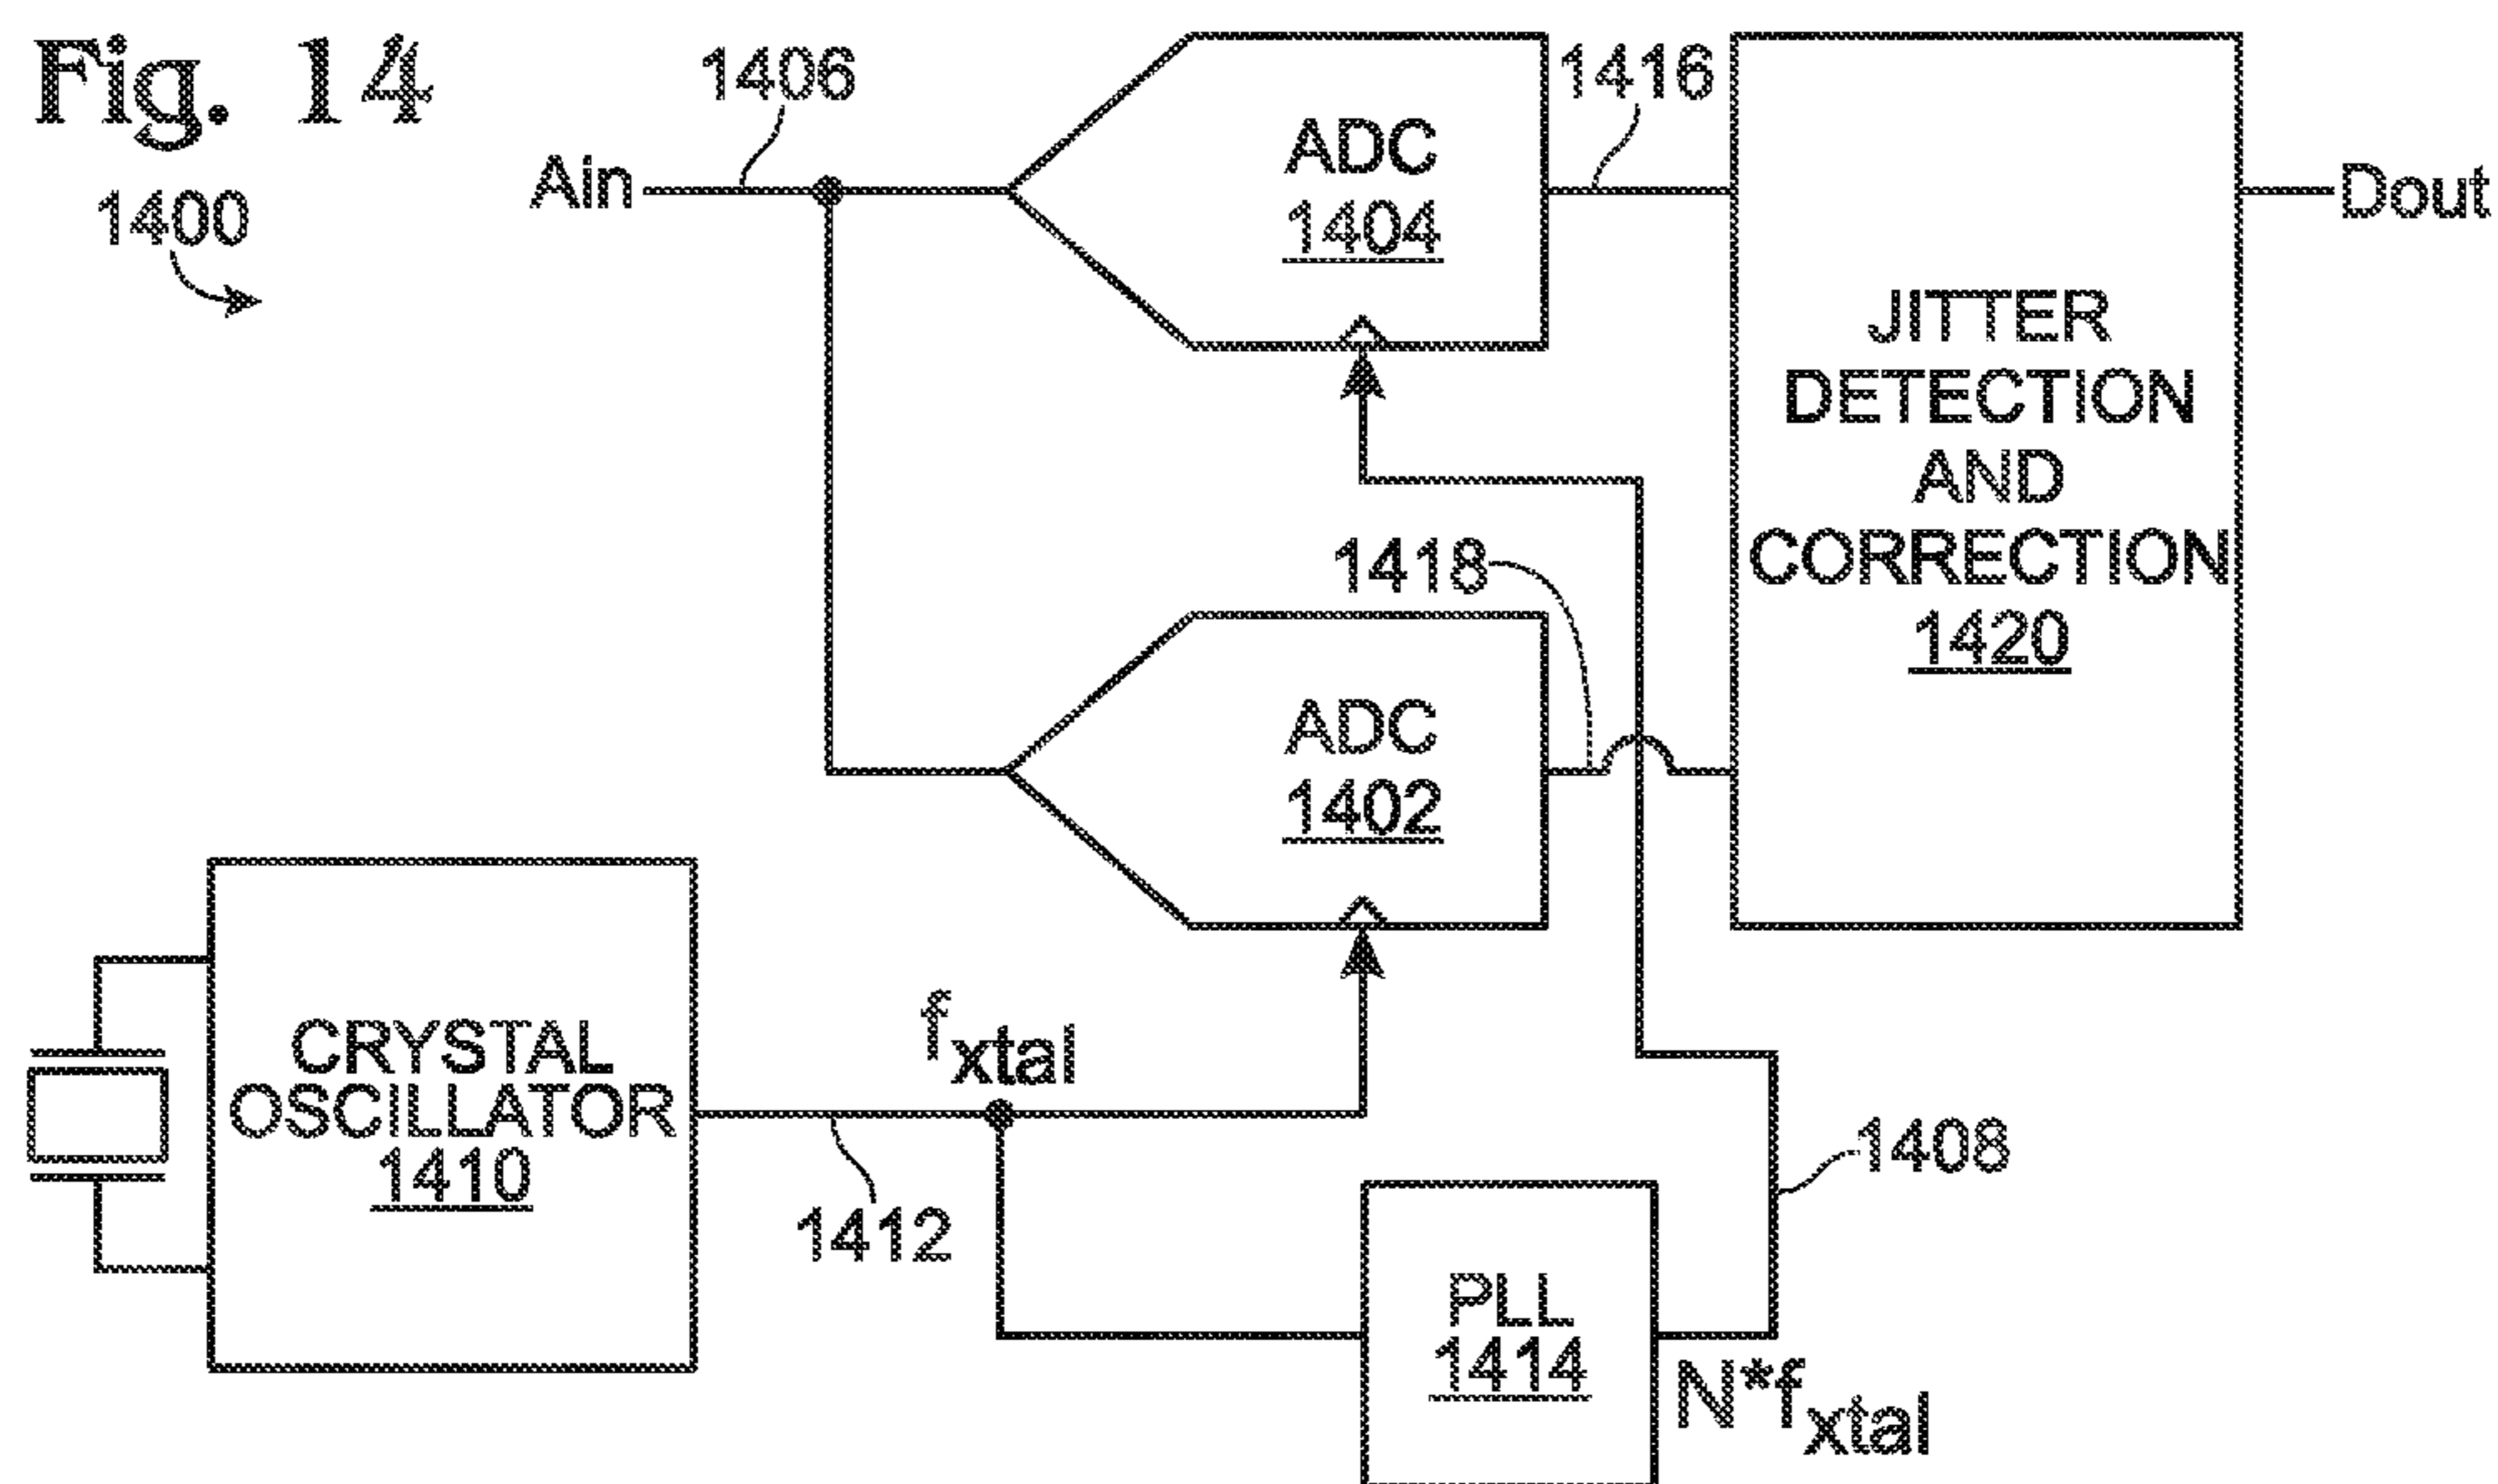 Fig. 14
1400
1406
Ain
ADC
1404
1416
Dout
JITTER
DETECTION
AND
CORRECTION
1420
1418
ADC
1402
CRYSTAL
OSCILLATOR
1410
fxtal
1412
1408
PLL
1414
N*fxtal